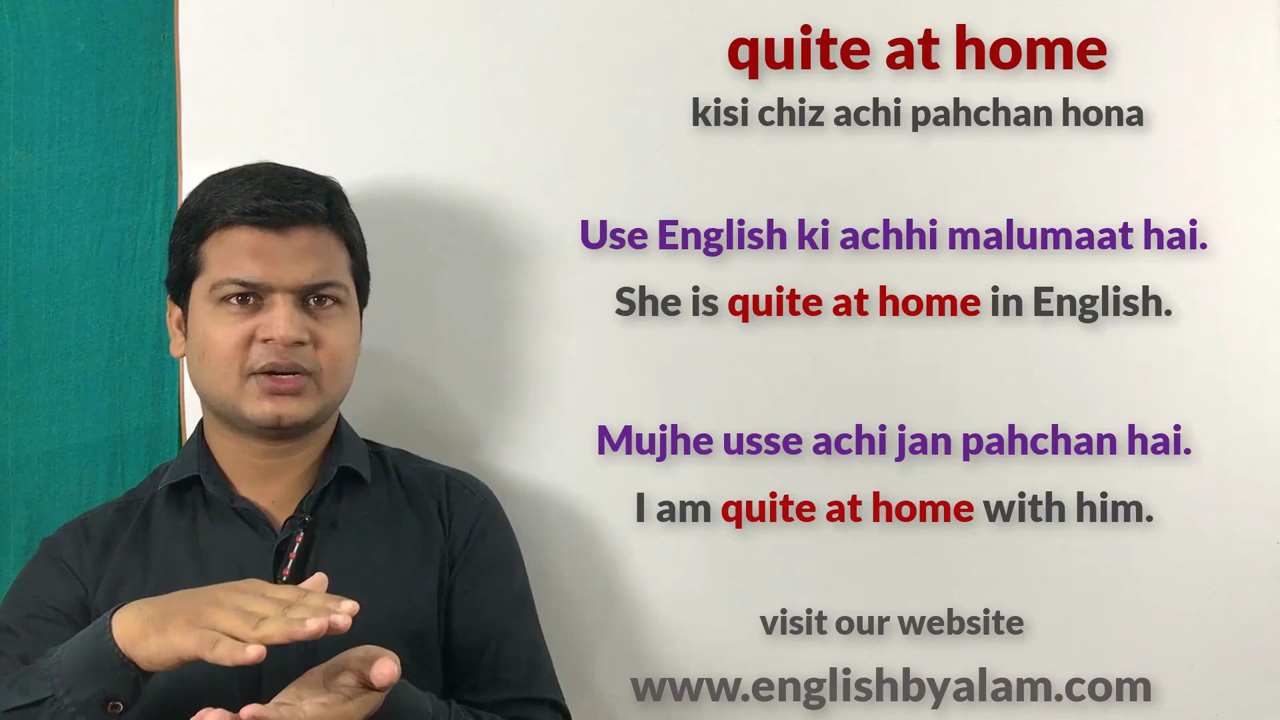 quite at home
kisi chiz achi pahchan hona
Use English ki achhi malumaat hai.
She is quite at home in English.
Mujhe usse achi jan pahchan hai.
I am quite at home with him.
visit our website
www.englishbyalam.com